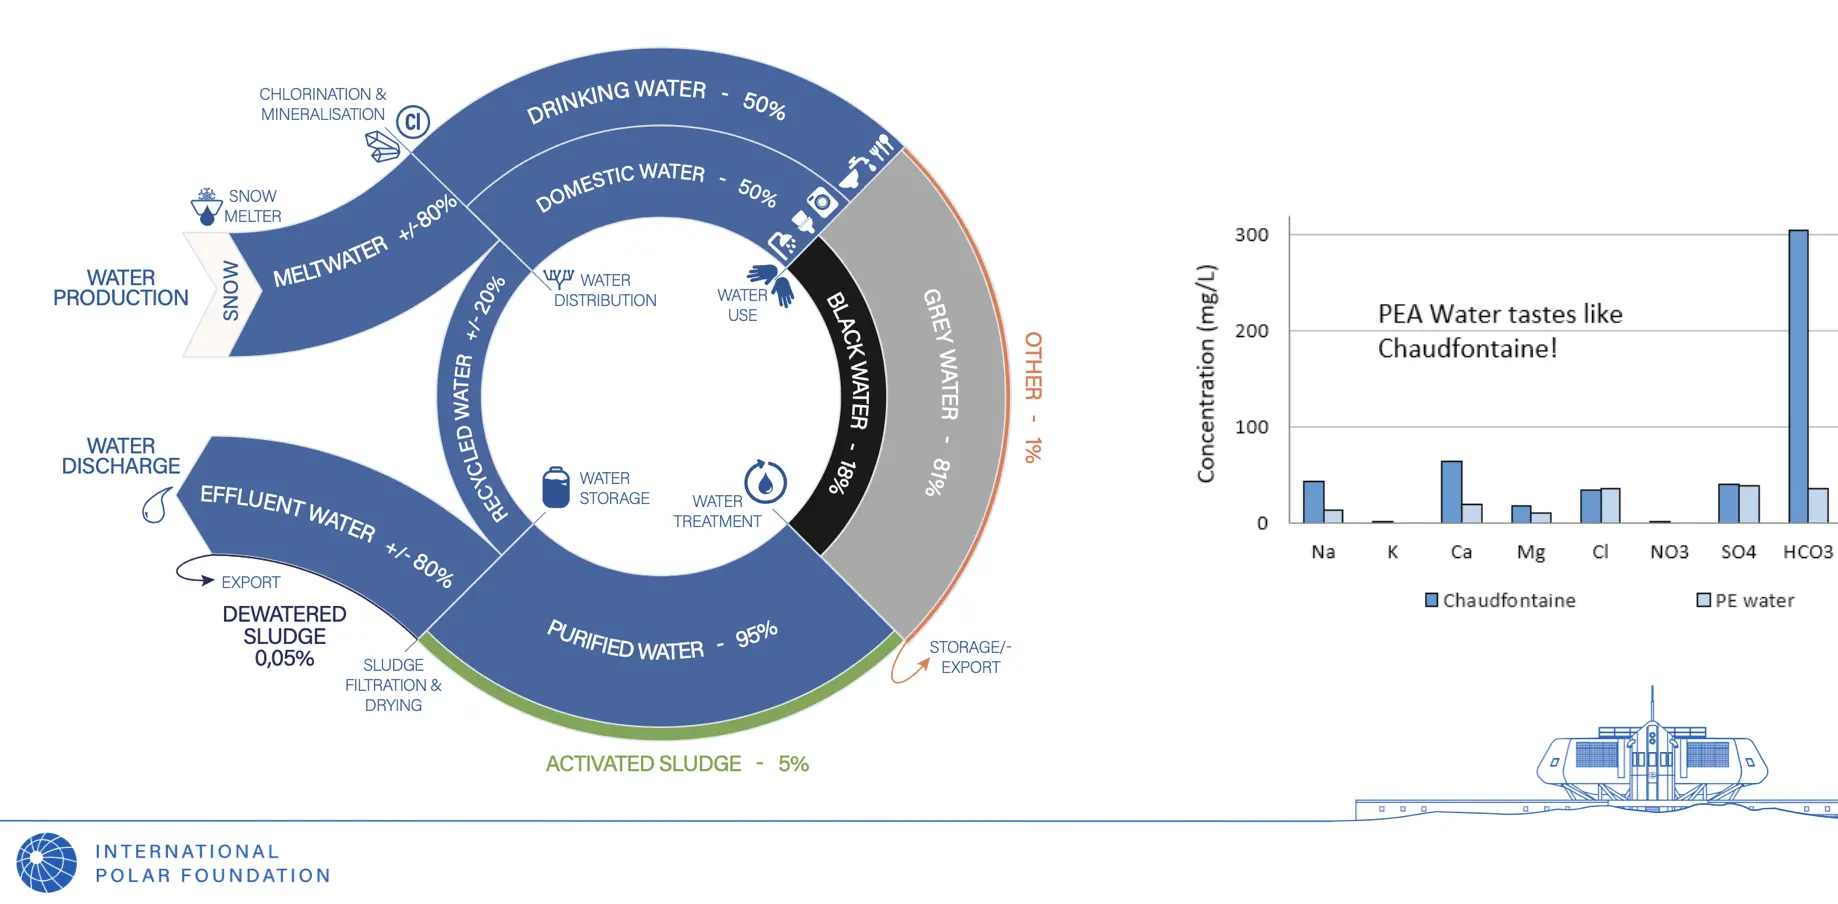 CHLORINATION &
MINERALISATION
Cl
SNOW
MELTER
WATER
PRODUCTION
SNOW
MELTWATER +/-80%
DRINKING WATER - 50%
DOMESTIC WATER - 50%
RECYCLED WATER +/-20%
WATER
DISTRIBUTION
WATER
USE
BLACK WATER - 18%
GREY WATER - 81%
OTHER - 1%
WATER
DISCHARGE
EFFLUENT WATER +/- 80%
WATER
STORAGE
WATER
TREATMENT
EXPORT
DEWATERED
SLUDGE
0,05%
SLUDGE
FILTRATION &
DRYING
PURIFIED WATER - 95%
STORAGE/-
EXPORT
ACTIVATED SLUDGE - 5%
Concentration (mg/L)
300
200
100
0
PEA Water tastes like
Chaudfontaine!
Na K Ca Mg Cl NO3 SO4 HCO3
Chaudfontaine PE water
INTERNATIONAL
POLAR FOUNDATION